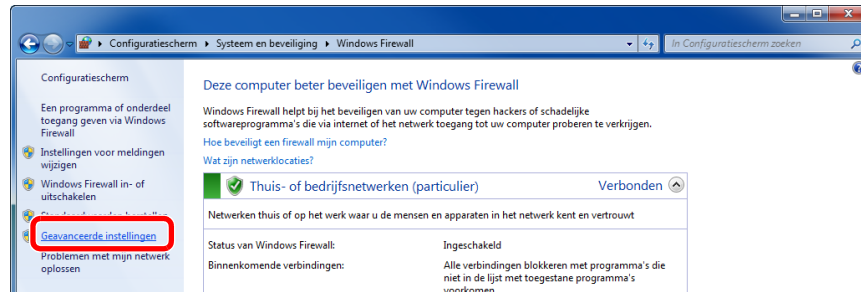 Configuratiescherm ▸ Systeem en beveiliging ▸ Windows Firewall
In Configuratiescherm zoeken
Configuratiescherm
Een programma of onderdeel
toegang geven via Windows
Firewall
Instellingen voor meldingen
wijzigen
Windows Firewall in- of
uitschakelen
Geavanceerde instellingen
Problemen met mijn netwerk
oplossen
Deze computer beter beveiligen met Windows Firewall
Windows Firewall helpt bij het beveiligen van uw computer tegen hackers of schadelijke
softwareprogramma's die via internet of het netwerk toegang tot uw computer proberen te verkrijgen.
Hoe beveiligt een firewall mijn computer?
Wat zijn netwerklocaties?
Thuis- of bedrijfsnetwerken (particulier) Verbonden
Netwerken thuis of op het werk waar u de mensen en apparaten in het netwerk kent en vertrouwt
Status van Windows Firewall: Ingeschakeld
Binnenkomende verbindingen: Alle verbindingen blokkeren met programma's die
niet in de lijst met toegestane programma's
voorkomen